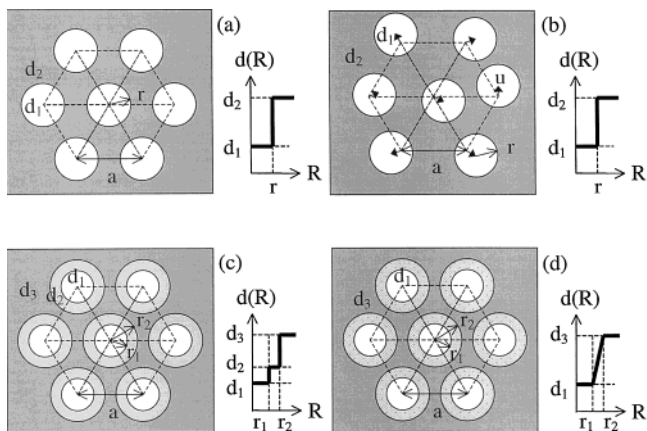 (a)
d₂
d₁
r
a
d(R)
d₂
d₁
r
R
(b)
d₁
d₂
u
r
a
d(R)
d₂
d₁
r
R
(c)
d₁
d₃
d₂
r₂
r₁
a
d(R)
d₃
d₂
d₁
r₁
r₂
R
(d)
d₁
d₃
r₂
r₁
a
d(R)
d₃
d₁
r₁
r₂
R